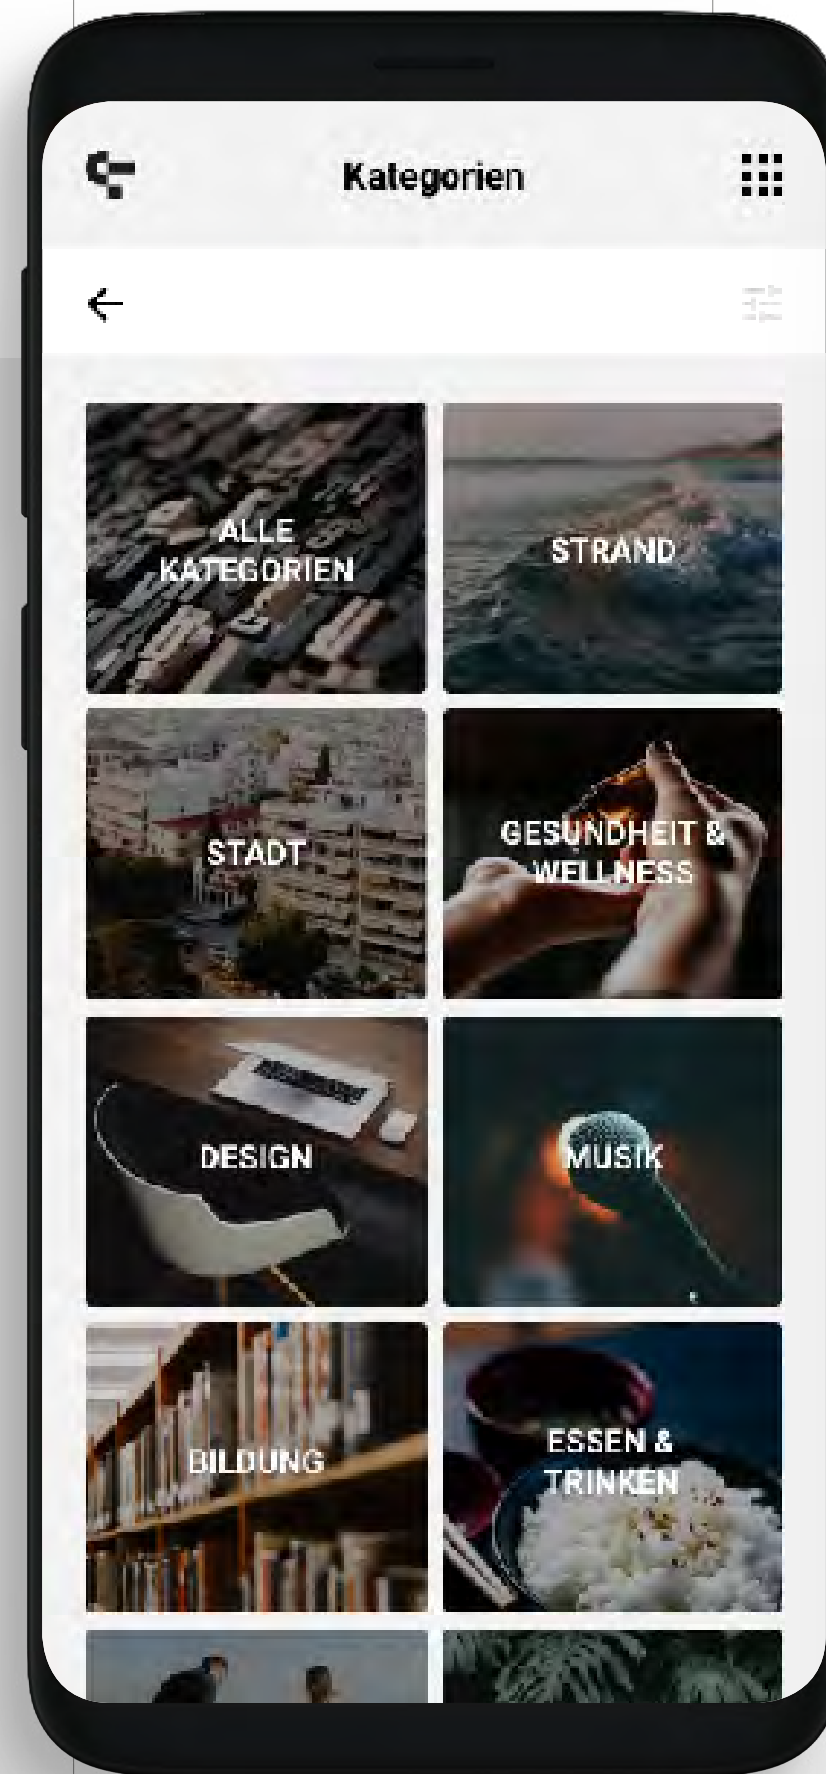 Kategorien
ALLE
KATEGORIEN
STRAND
STADT
GESUNDHEIT &
WELLNESS
DESIGN
MUSIK
BILDUNG
ESSEN &
TRINKEN